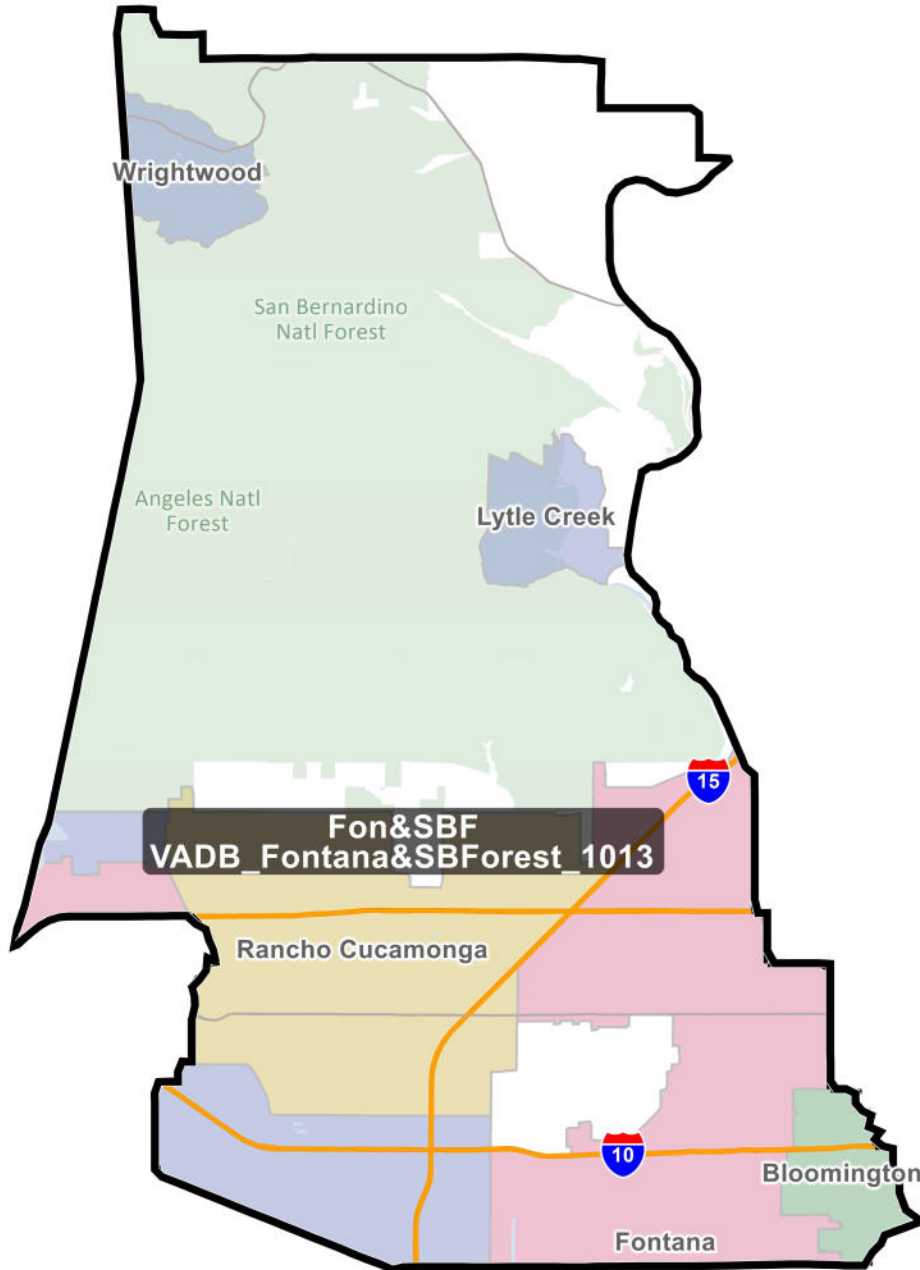 Wrightwood
San Bernardino
Natl Forest
Angeles Natl
Forest
Lytle Creek
15
Fon&SBF
VADB_Fontana&SBForest_1013
Rancho Cucamonga
10
Bloomington
Fontana